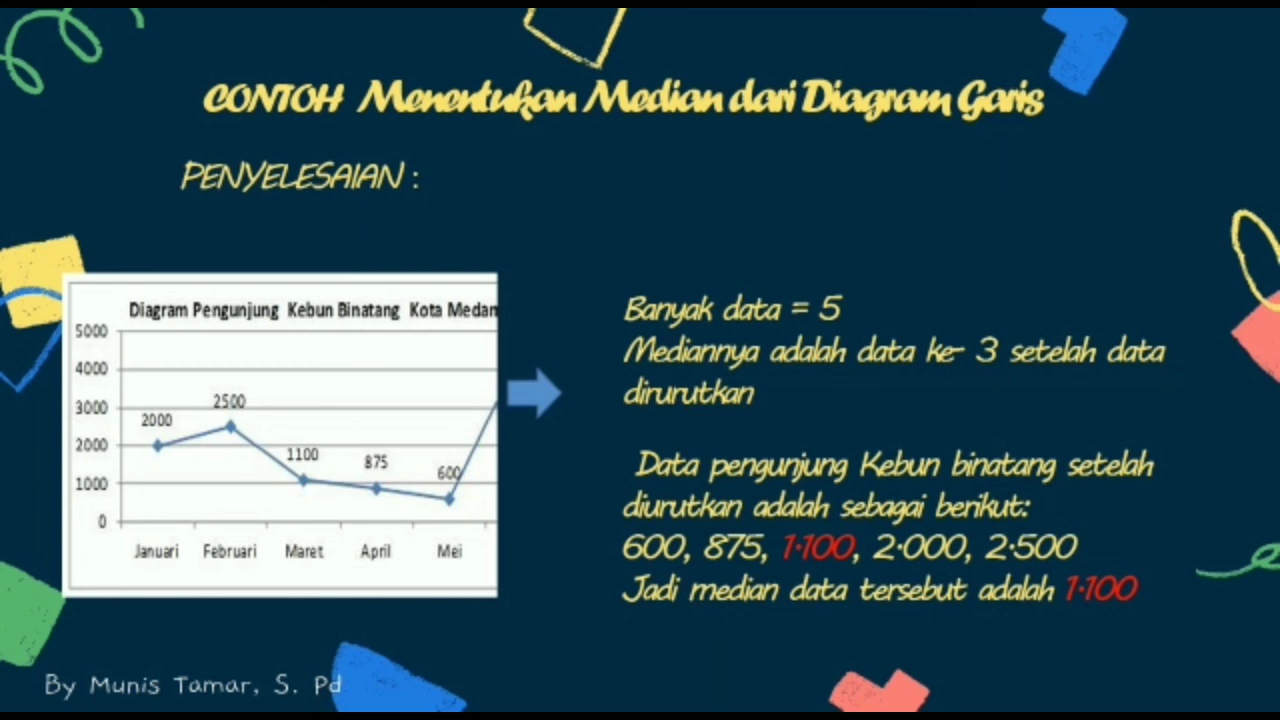 CONTOH Menentukan Median dari Diagram Garis
PENYELESAIAN :
Diagram Pengunjung Kebun Binatang Kota Medan
5000
4000
3000
2000
1000
0
2000
2500
1100
875
600
Januari Februari Maret April Mei
Banyak data = 5
Mediannya adalah data ke- 3 setelah data
dirurutkan
Data pengunjung Kebun binatang setelah
diurutkan adalah sebagai berikut:
600, 875, 1.100, 2.000, 2.500
Jadi median data tersebut adalah 1.100
By Munis Tamar, S. Pd